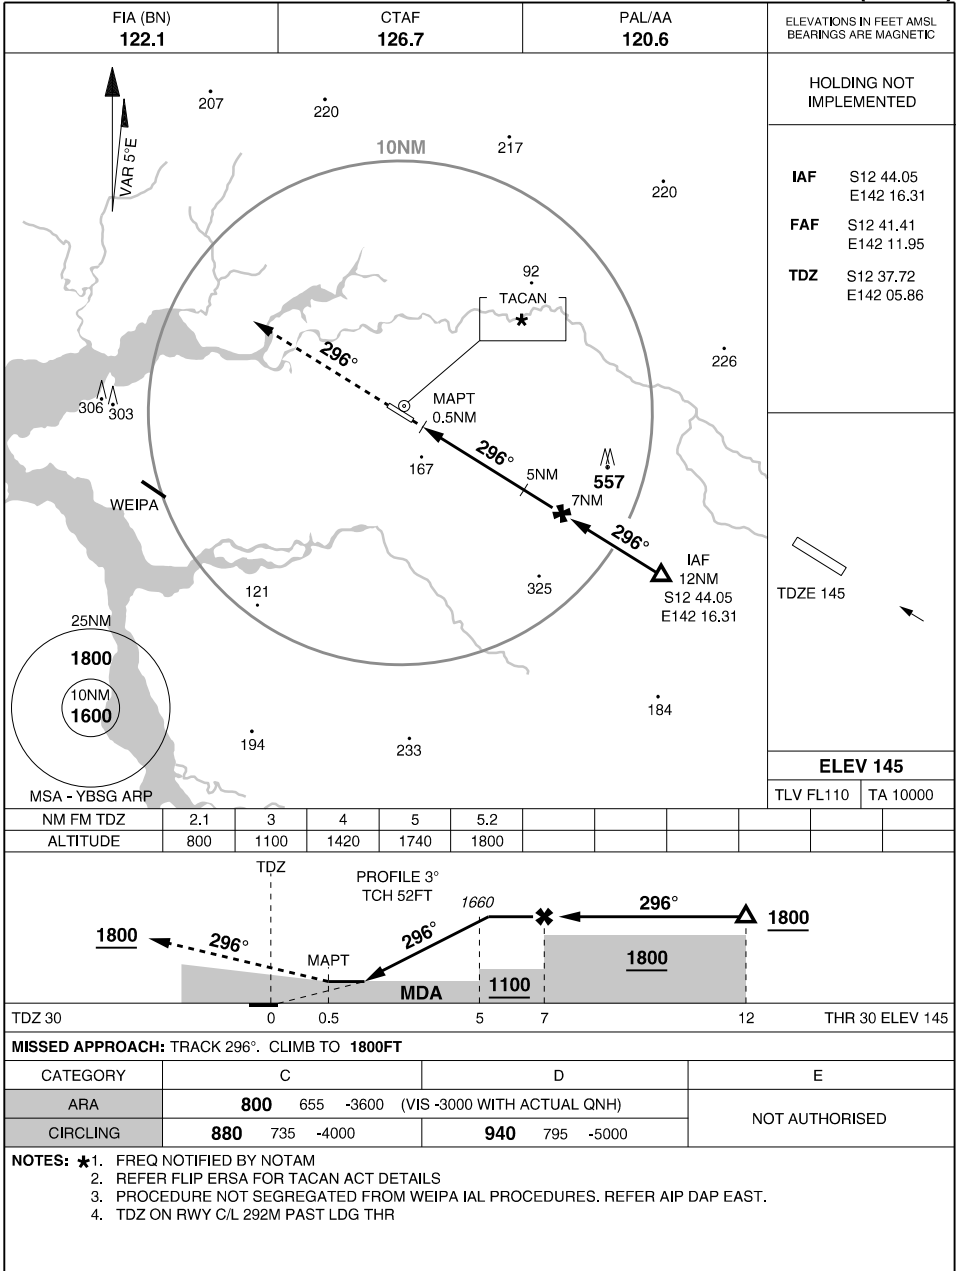 FIA (BN)
122.1
CTAF
126.7
PAL/AA
120.6
ELEVATIONS IN FEET AMSL
BEARINGS ARE MAGNETIC
HOLDING NOT
IMPLEMENTED
IAF S12 44.05
E142 16.31
FAF S12 41.41
E142 11.95
TDZ S12 37.72
E142 05.86
VAR 5°E
207
220
217
220
10NM
92
TACAN
*
226
296°
306 303
MAPT
0.5NM
167
296°
5NM
557
7NM
WEIPA
296°
IAF
12NM
S12 44.05
E142 16.31
325
121
TDZE 145
25NM
1800
10NM
1600
184
194
233
MSA - YBSG ARP
ELEV 145
TLV FL110 TA 10000
NM FM TDZ 2.1 3 4 5 5.2
ALTITUDE 800 1100 1420 1740 1800
TDZ
PROFILE 3°
TCH 52FT
1660
296°
1800
1800
296°
296°
MAPT
1800
MDA
1100
TDZ 30 0 0.5 5 7 12 THR 30 ELEV 145
MISSED APPROACH: TRACK 296°. CLIMB TO 1800FT
CATEGORY C D E
ARA 800 655 -3600 (VIS -3000 WITH ACTUAL QNH)
NOT AUTHORISED
CIRCLING 880 735 -4000 940 795 -5000
NOTES: *1. FREQ NOTIFIED BY NOTAM
2. REFER FLIP ERSA FOR TACAN ACT DETAILS
3. PROCEDURE NOT SEGREGATED FROM WEIPA IAL PROCEDURES. REFER AIP DAP EAST.
4. TDZ ON RWY C/L 292M PAST LDG THR